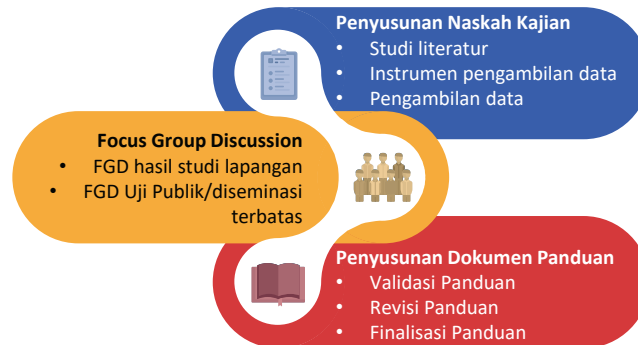 Penyusunan Naskah Kajian
• Studi literatur
• Instrumen pengambilan data
• Pengambilan data
Focus Group Discussion
• FGD hasil studi lapangan
• FGD Uji Publik/diseminasi
terbatas
Penyusunan Dokumen Panduan
• Validasi Panduan
• Revisi Panduan
• Finalisasi Panduan